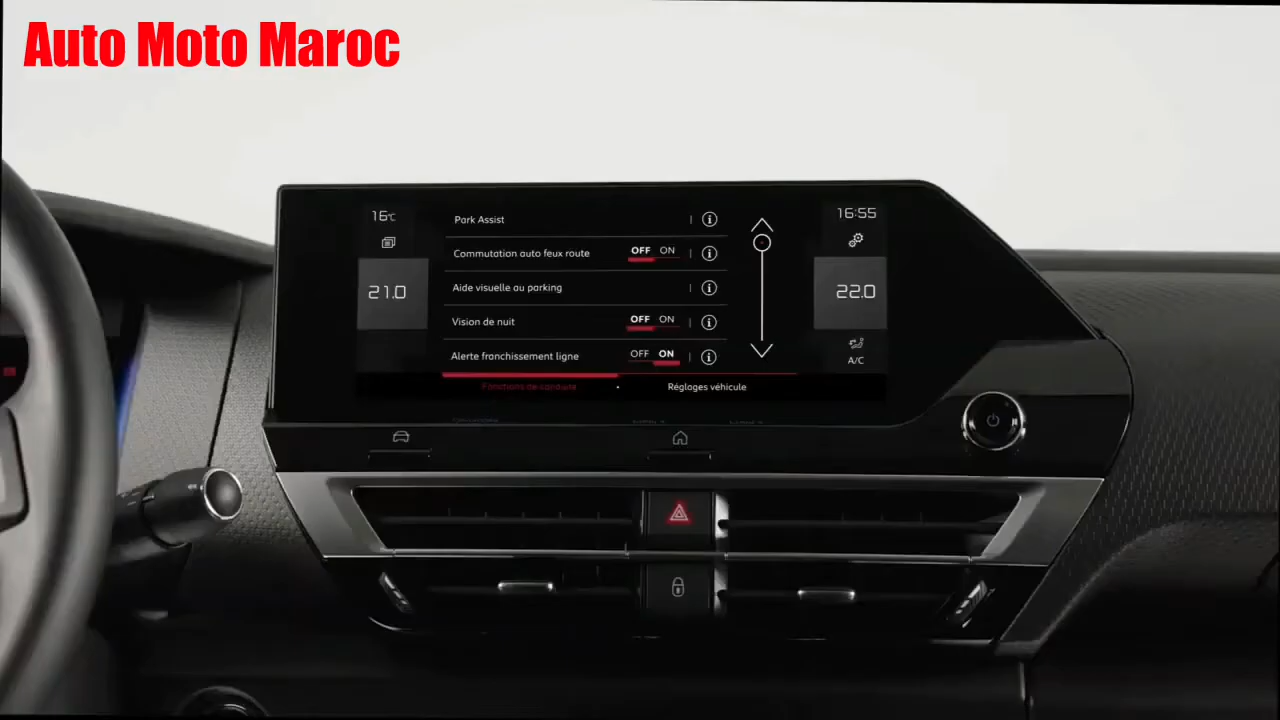 Auto Moto Maroc
16°C
16:55
21.0
22.0
A/C
Park Assist
Commutation auto feux route OFF ON
Aide visuelle au parking
Vision de nuit OFF ON
Alerte franchissement ligne OFF ON
Fonctions de conduite
Réglages véhicule